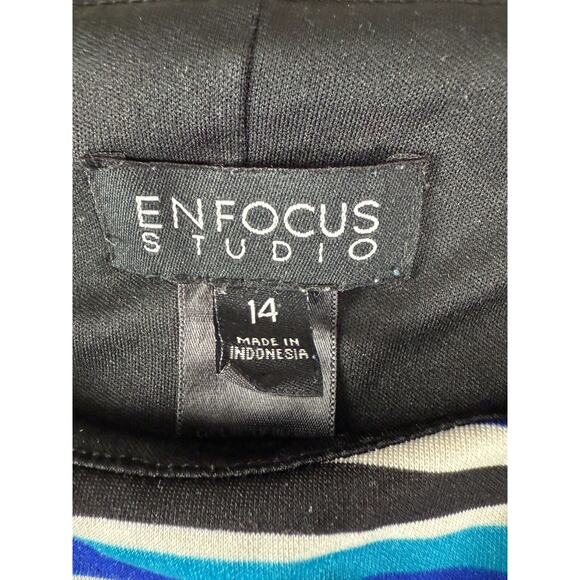 ENFOCUS
STUDIO
14
MADE IN
INDONESIA